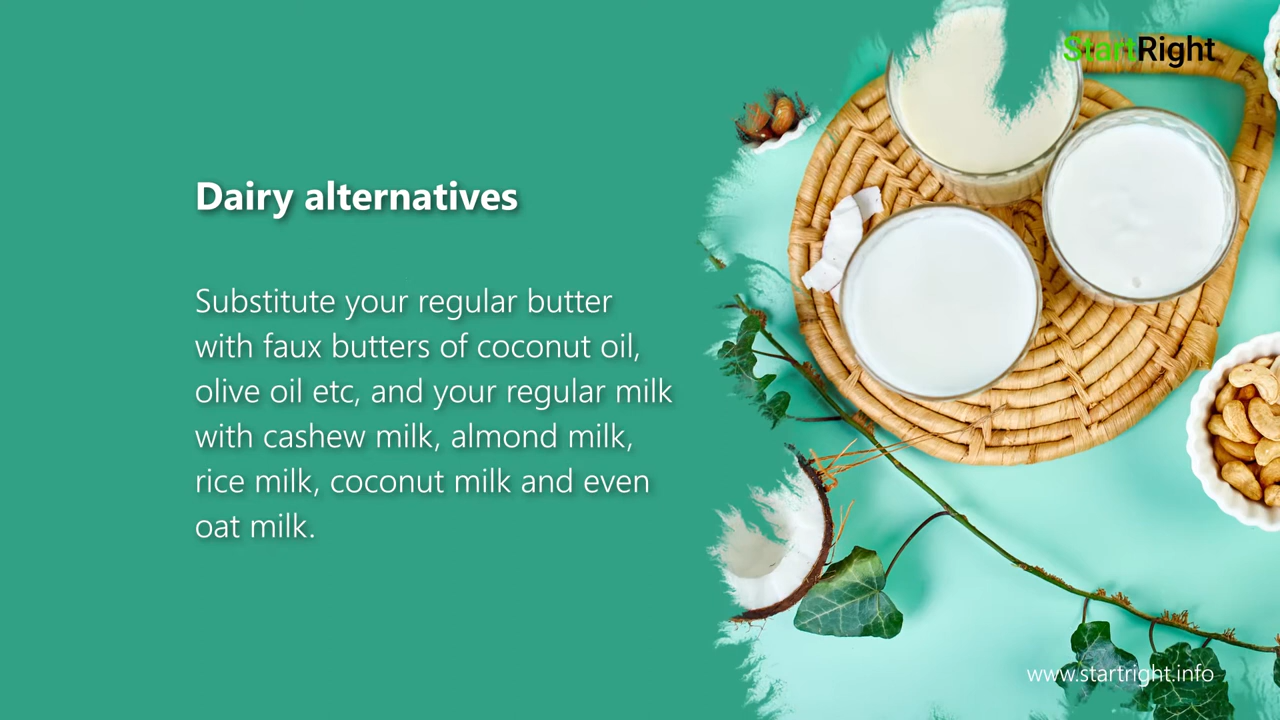 StartRight
Dairy alternatives
Substitute your regular butter
with faux butters of coconut oil,
olive oil etc, and your regular milk
with cashew milk, almond milk,
rice milk, coconut milk and even
oat milk.
www.startright.info